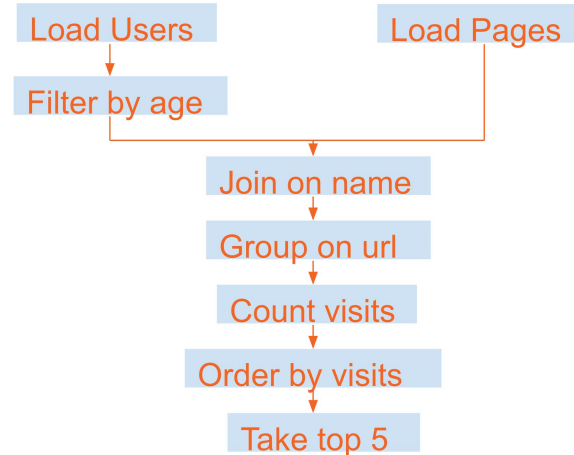 Load Users
Load Pages
Filter by age
Join on name
Group on url
Count visits
Order by visits
Take top 5